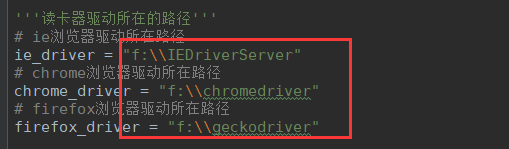 '''读卡器驱动所在的路径'''
# ie浏览器驱动所在路径
ie_driver = "f:\\IEDriverServer"
# chrome浏览器驱动所在路径
chrome_driver = "f:\\chromedriver"
# firefox浏览器驱动所在路径
firefox_driver = "f:\\geckodriver"